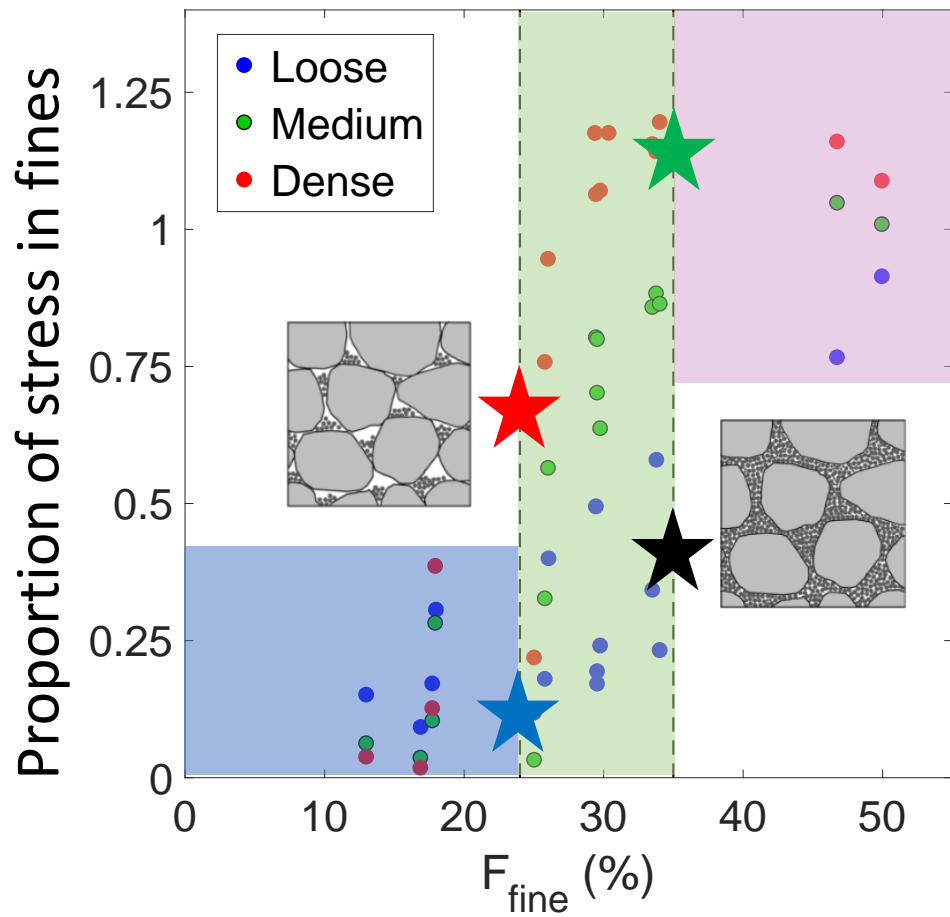 Proportion of stress in fines
1.25
1
0.75
0.5
0.25
0
Loose
Medium
Dense
0 10 20 30 40 50
F_fine (%)